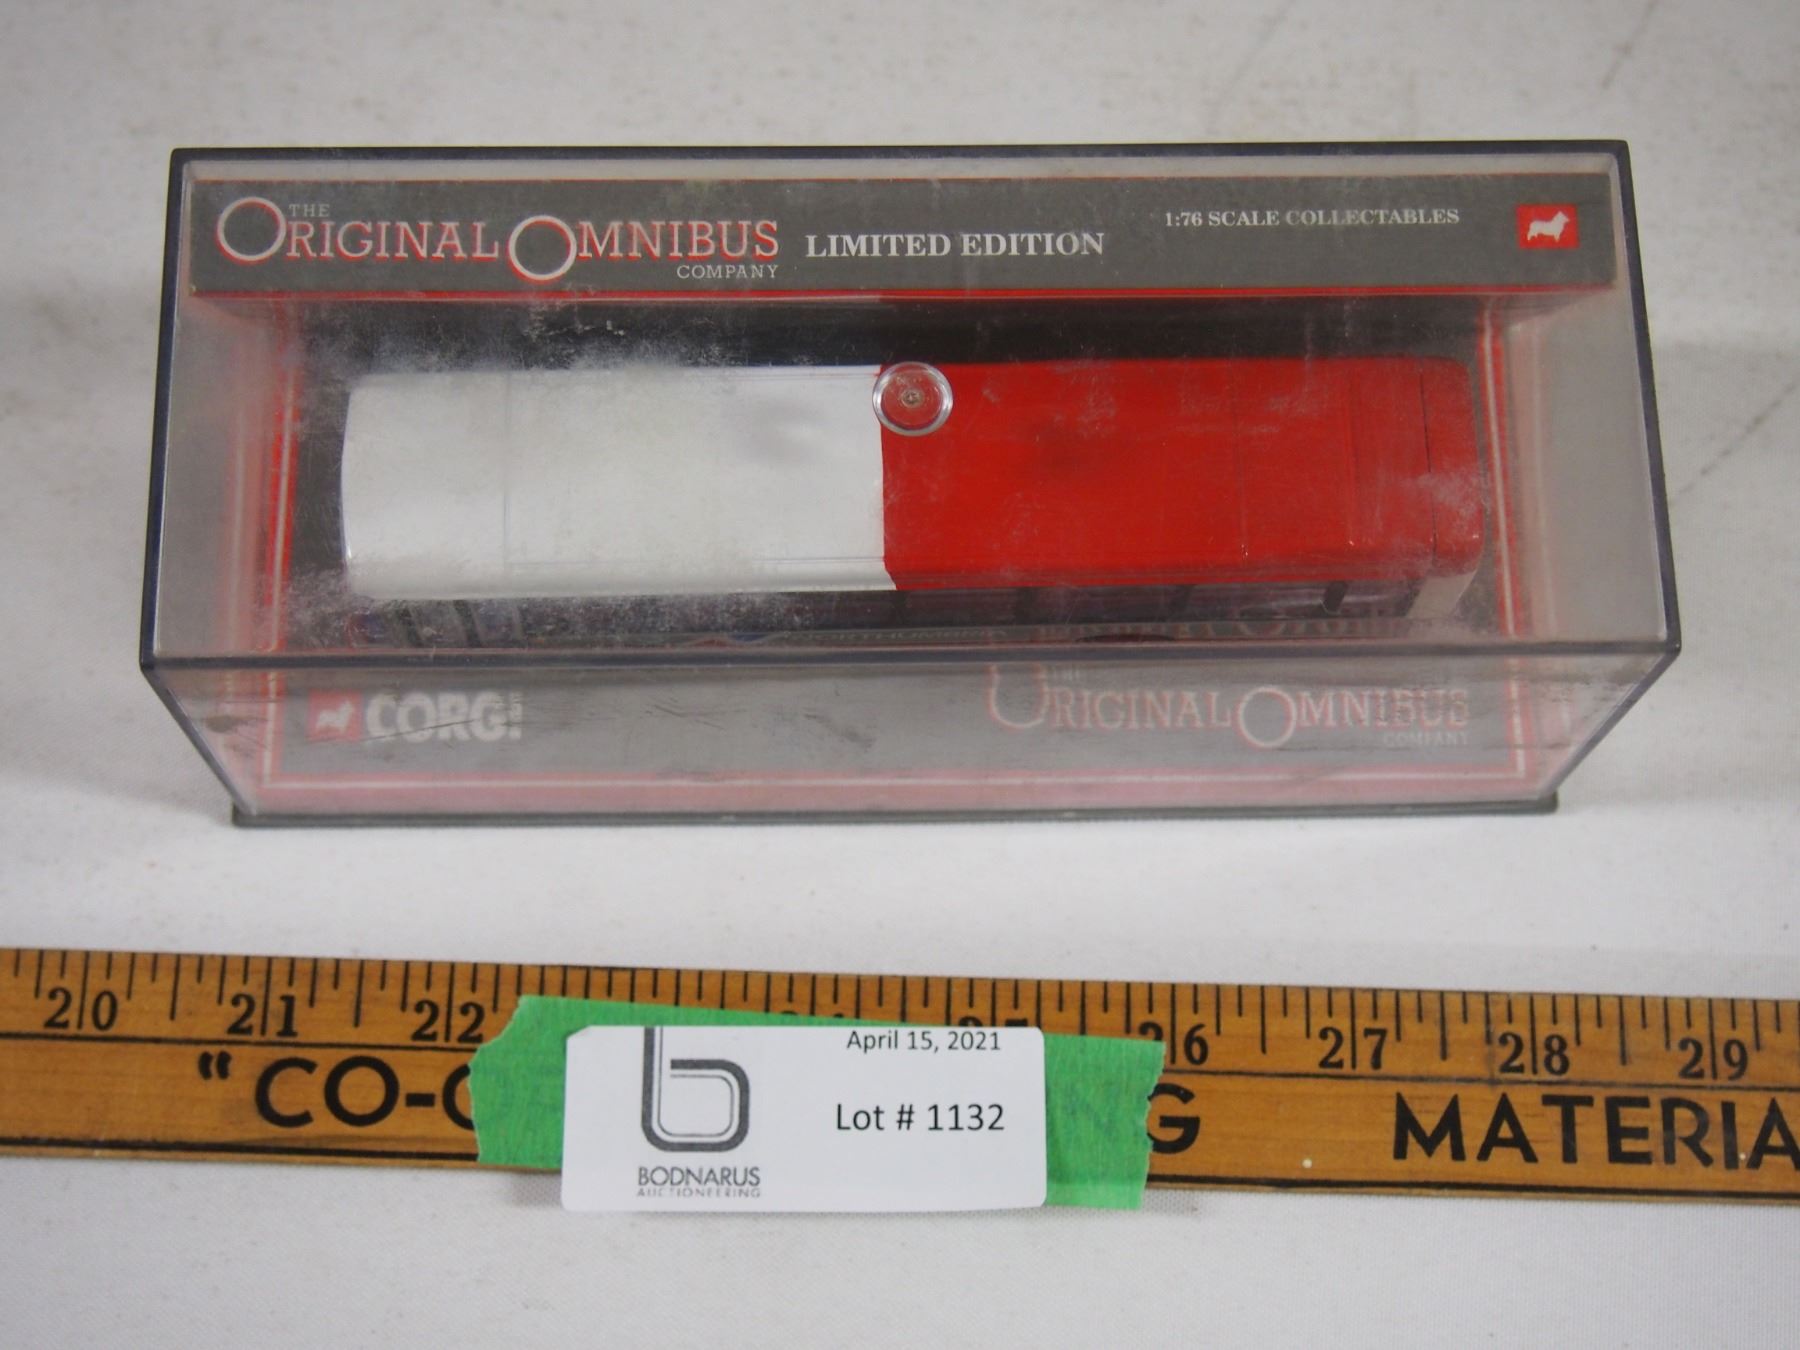 THE
ORIGINAL OMNIBUS
COMPANY
LIMITED EDITION
1:76 SCALE COLLECTABLES
CORGI
THE
ORIGINAL OMNIBUS
COMPANY
20 21 22 26 27 28 29
"CO-
G MATERIA
April 15, 2021
Lot # 1132
BODNARUS
AUCTIONEERING